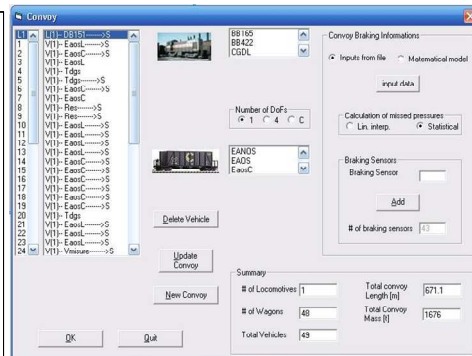 Convoy
L1 L(1)-- DB151------->S
1 V(1)-- EaosL------->S
2 V(1)-- EaosC------->S
3 V(1)-- EaosL
4 V(1)-- Tdgs
5 V(1)-- Tdgs------->S
6 V(1)-- EaosC------->S
7 V(1)-- EaosC
8 V(1)-- Res------->S
9 V(1)-- Res------->S
10 V(1)-- EaosL------->S
11 V(1)-- EaosL------->S
12 V(1)-- EaosC------->S
13 V(1)-- EaosL------->S
14 V(1)-- EaosL------->S
15 V(1)-- EaosL------->S
16 V(1)-- EaosC------->S
17 V(1)-- EaosC------->S
18 V(1)-- EaosC------->S
19 V(1)-- EaosC------->S
20 V(1)-- Tdgs
21 V(1)-- EaosL------->S
22 V(1)-- EaosC------->S
23 V(1)-- EaosL------->S
24 V(1)-- Vmisure------->S
BB165
BB422
CGDL
Number of DoFs
1 4 C
EANOS
EAOS
EaosC
Delete Vehicle
Update
Convoy
New Convoy
OK Quit
Convoy Braking Informations
Inputs from file Matematical model
input data
Calculation of missed pressures
Lin. interp. Statistical
Braking Sensors
Braking Sensor
Add
# of braking sensors 43
Summary
# of Locomotives 1
# of Wagons 48
Total Vehicles 49
Total convoy
Length [m] 671.1
Total Convoy
Mass [t] 1676